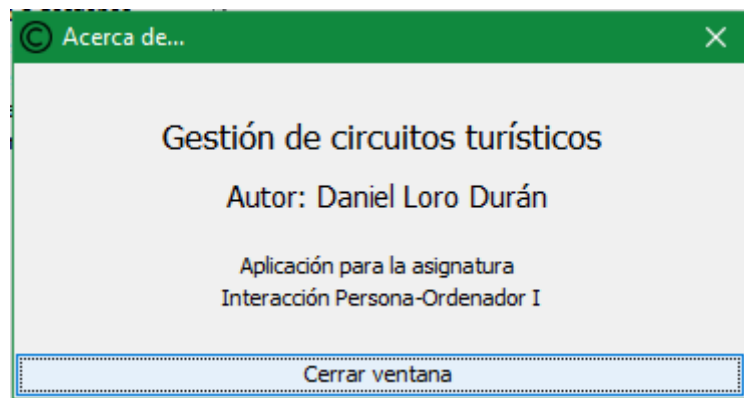 Acerca de...
Gestión de circuitos turísticos
Autor: Daniel Loro Durán
Aplicación para la asignatura
Interacción Persona-Ordenador I
Cerrar ventana